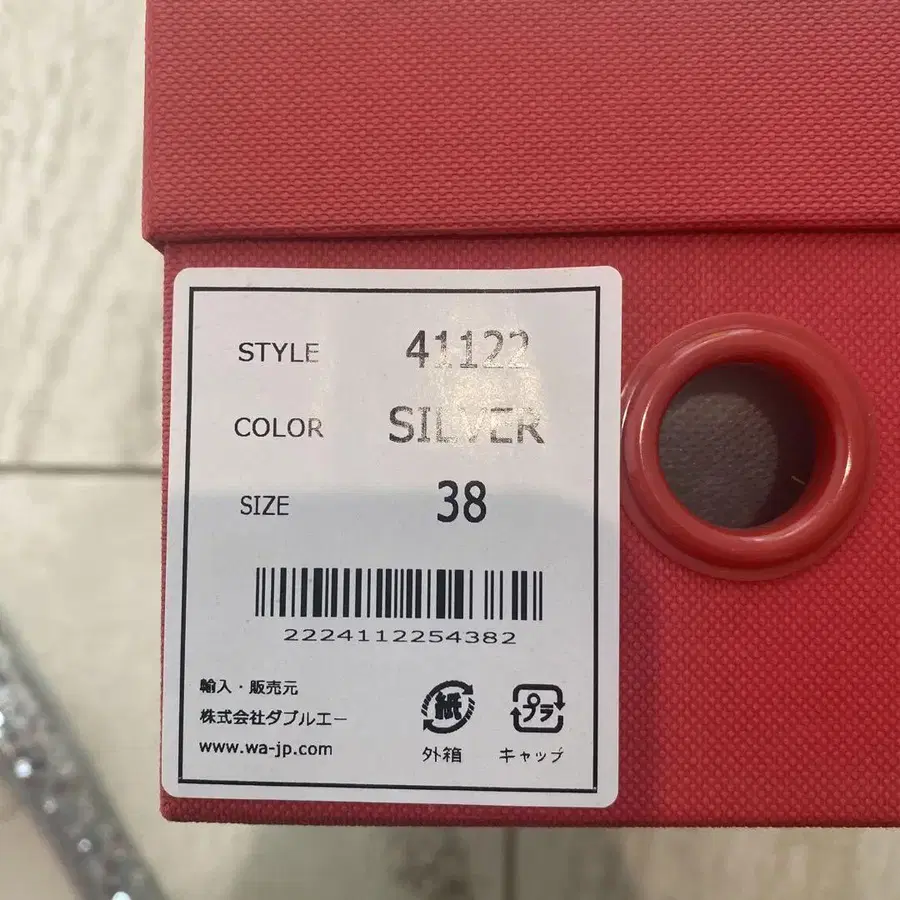 STYLE 41122
COLOR SILVER
SIZE 38
2224112254382
輸入・販売元
株式会社ダブルエー
www.wa-jp.com
紙
外箱
プラ
キャップ